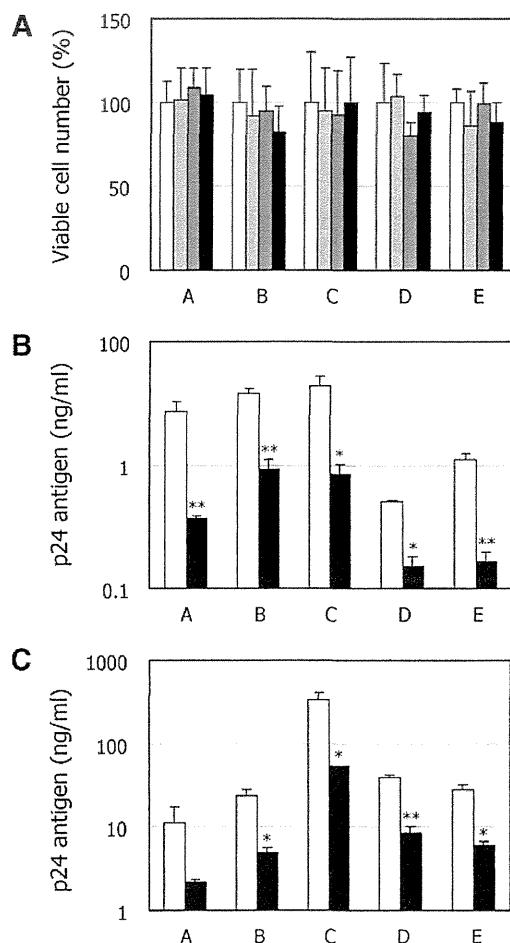 A
Viable cell number (%)
150
100
50
0
A B C D E
B
p24 antigen (ng/ml)
100
1
0.1
** ** * * **
A B C D E
C
p24 antigen (ng/ml)
1000
100
10
1
* * ** *
A B C D E